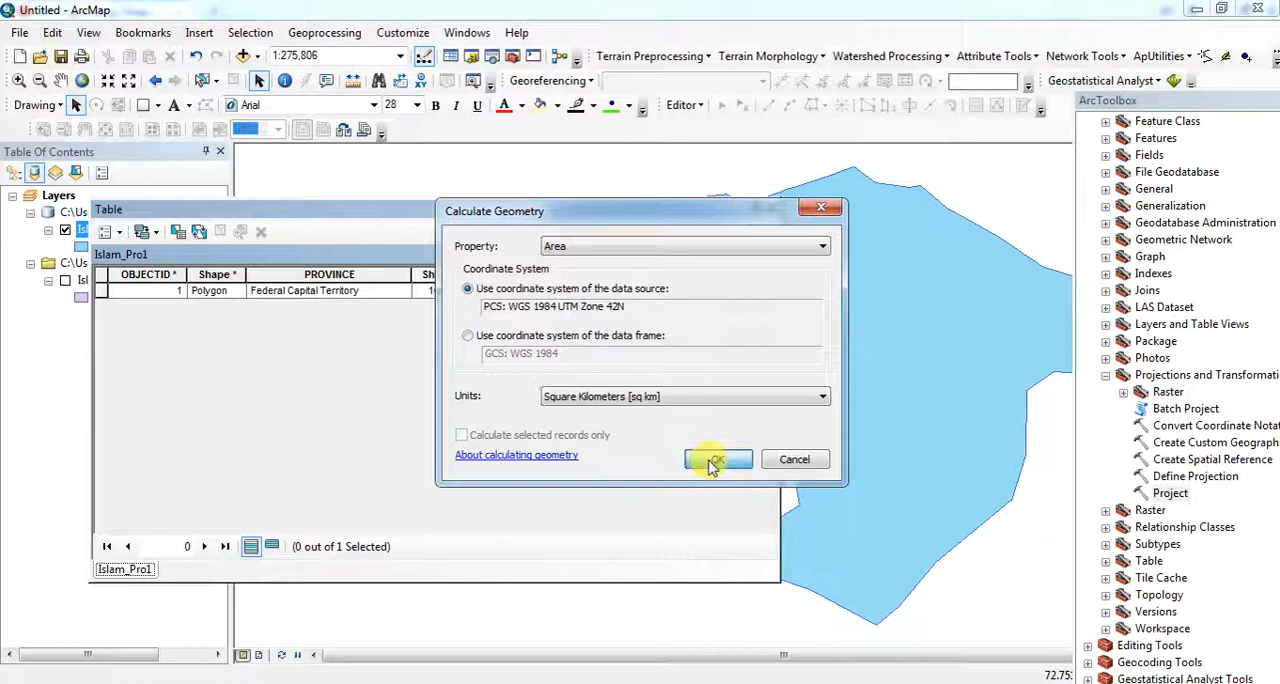 Untitled - ArcMap
File Edit View Bookmarks Insert Selection Geoprocessing Customize Windows Help
1:275,806 Terrain Preprocessing Terrain Morphology Watershed Processing Attribute Tools Network Tools ApUtilities
Georeferencing Geostatistical Analyst
Drawing A Arial 28 B I U A Editor
Table Of Contents
ArcToolbox
Layers
C:\Us
Isl
C:\Us
Isl
Table
Islam_Pro1
OBJECTID * Shape * PROVINCE
1 Polygon Federal Capital Territory
0 (0 out of 1 Selected)
Islam_Pro1
Calculate Geometry
Property: Area
Coordinate System
Use coordinate system of the data source:
PCS: WGS 1984 UTM Zone 42N
Use coordinate system of the data frame:
GCS: WGS 1984
Units: Square Kilometers [sq km]
Calculate selected records only
About calculating geometry
OK Cancel
Feature Class
Features
Fields
File Geodatabase
General
Generalization
Geodatabase Administration
Geometric Network
Graph
Indexes
Joins
LAS Dataset
Layers and Table Views
Package
Photos
Projections and Transformatio
Raster
Batch Project
Convert Coordinate Notat
Create Custom Geograph
Create Spatial Reference
Define Projection
Project
Raster
Relationship Classes
Subtypes
Table
Tile Cache
Topology
Versions
Workspace
Editing Tools
Geocoding Tools
Geostatistical Analyst Tools
72.75